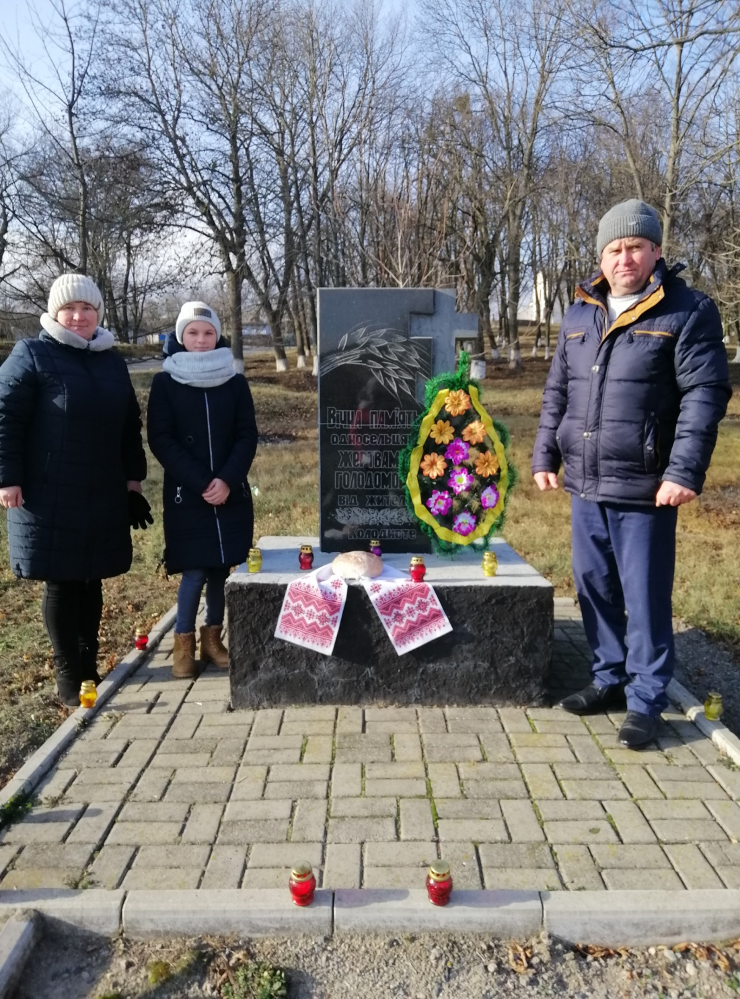 Вічна пам'ять
односельцям
жертвам
голодомору
від жителів
с. Колодисте